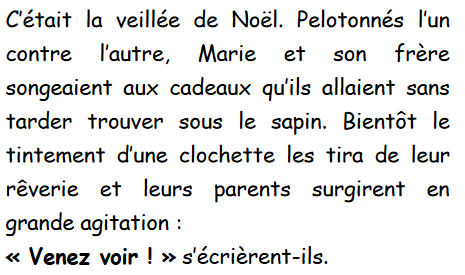 C'était la veillée de Noël. Pelotonnés l'un
contre l'autre, Marie et son frère
songeaient aux cadeaux qu'ils allaient sans
tarder trouver sous le sapin. Bientôt le
tintement d'une clochette les tira de leur
rêverie et leurs parents surgirent en
grande agitation :
« Venez voir ! » s'écrièrent-ils.